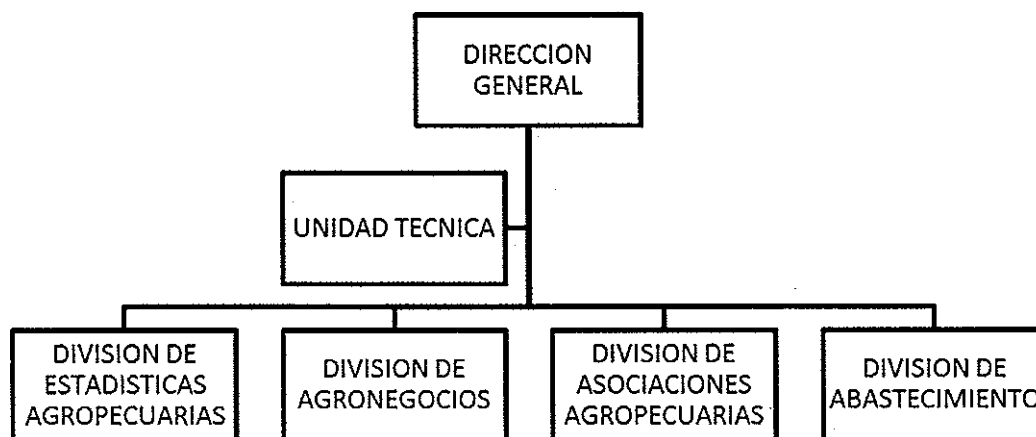 DIRECCION
GENERAL
UNIDAD TECNICA
DIVISION DE
ESTADISTICAS
AGROPECUARIAS
DIVISION DE
AGRONEGOCIOS
DIVISION DE
ASOCIACIONES
AGROPECUARIAS
DIVISION DE
ABASTECIMIENTO